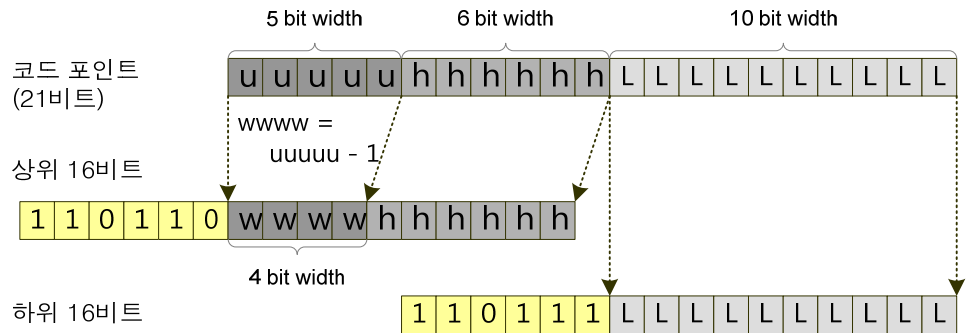 5 bit width 6 bit width 10 bit width
코드 포인트 u u u u u h h h h h h L L L L L L L L L L
(21비트)
wwww =
uuuuu - 1
상위 16비트
1 1 0 1 1 0 w w w w h h h h h h
4 bit width
하위 16비트 1 1 0 1 1 1 L L L L L L L L L L